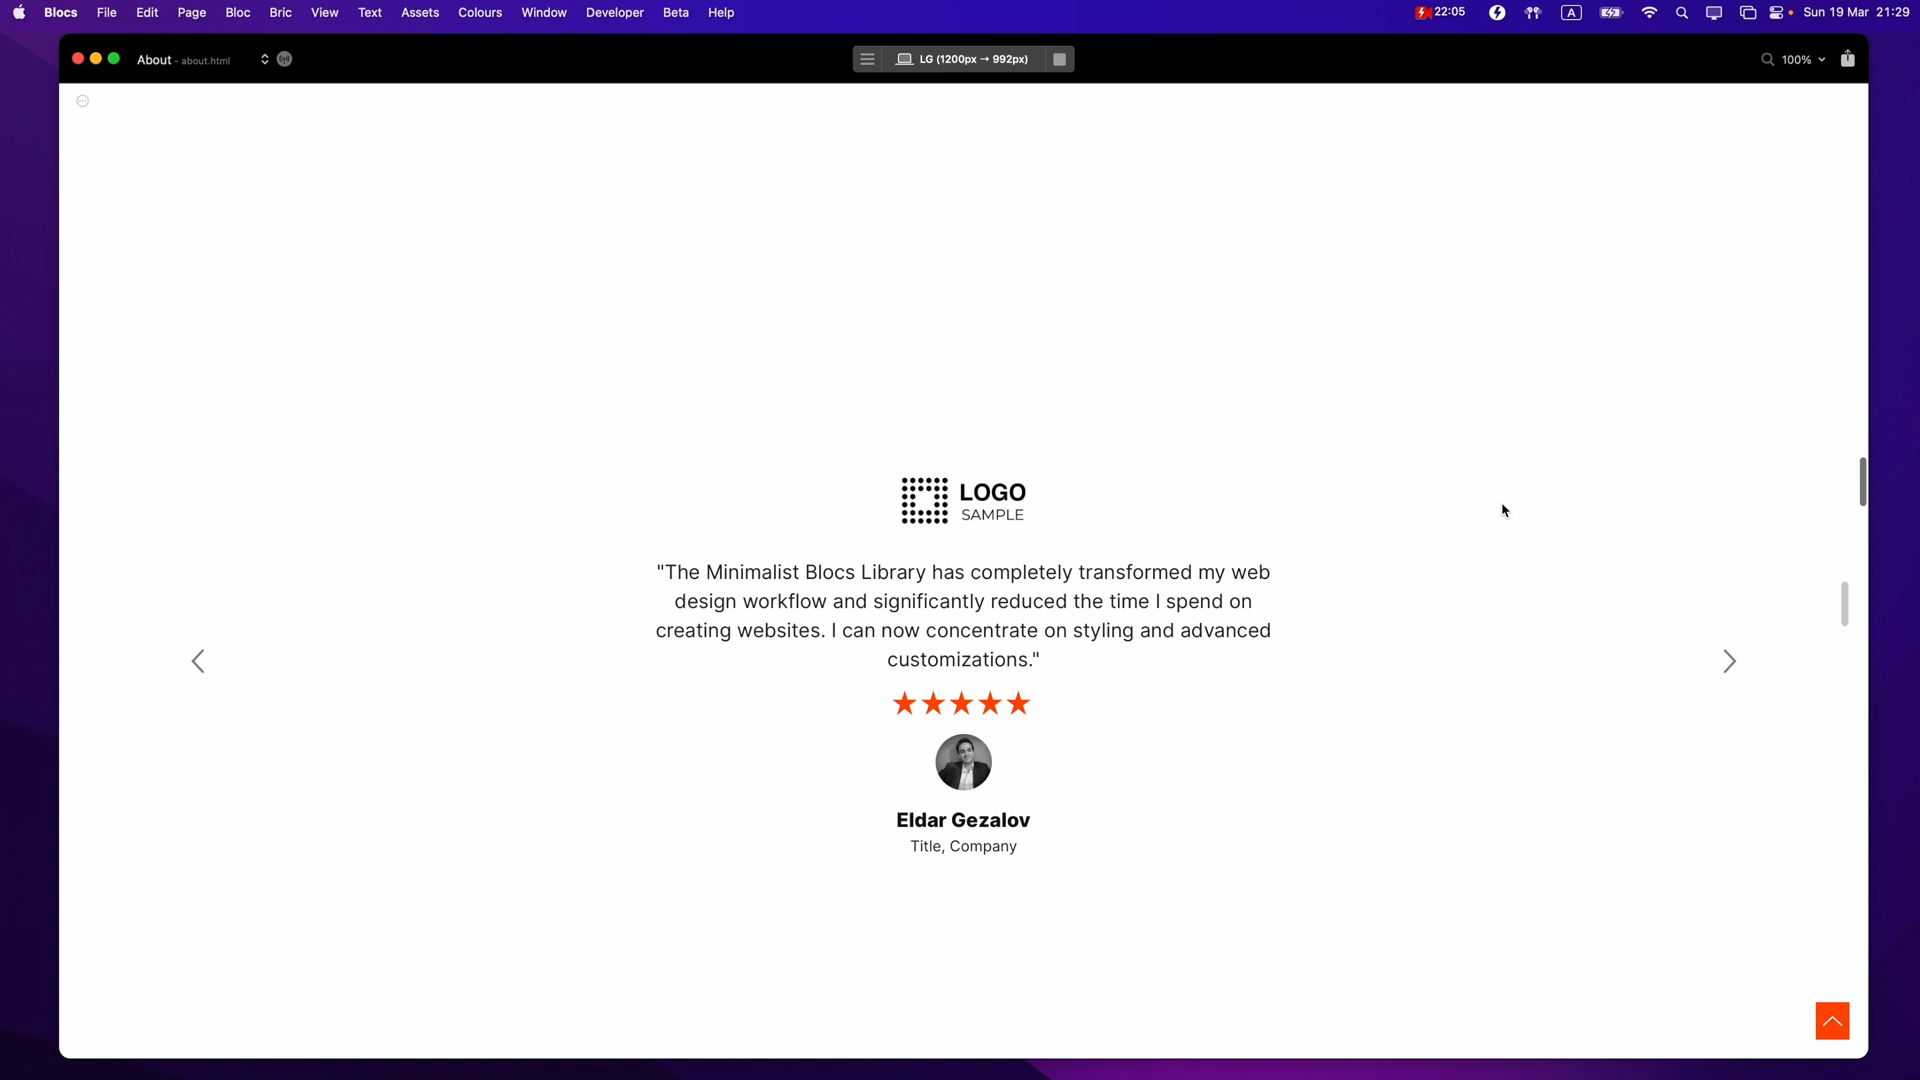 Blocs File Edit Page Bloc Bric View Text Assets Colours Window Developer Beta Help 22:05 A Sun 19 Mar 21:29
About - about.html LG (1200px → 992px) 100%
LOGO
SAMPLE
"The Minimalist Blocs Library has completely transformed my web
design workflow and significantly reduced the time I spend on
creating websites. I can now concentrate on styling and advanced
customizations."
Eldar Gezalov
Title, Company